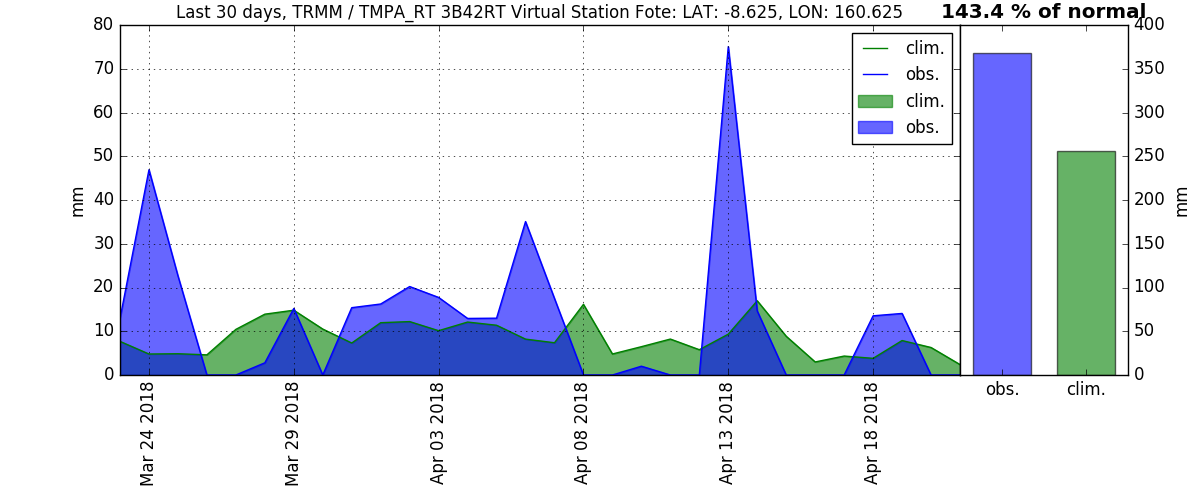 Last 30 days, TRMM / TMPA_RT 3B42RT Virtual Station Fote: LAT: -8.625, LON: 160.625
143.4 % of normal
80
70
60
50
40
30
20
10
0
mm
clim.
obs.
clim.
obs.
400
350
300
250
200
150
100
50
0
mm
Mar 24 2018
Mar 29 2018
Apr 03 2018
Apr 08 2018
Apr 13 2018
Apr 18 2018
obs.
clim.